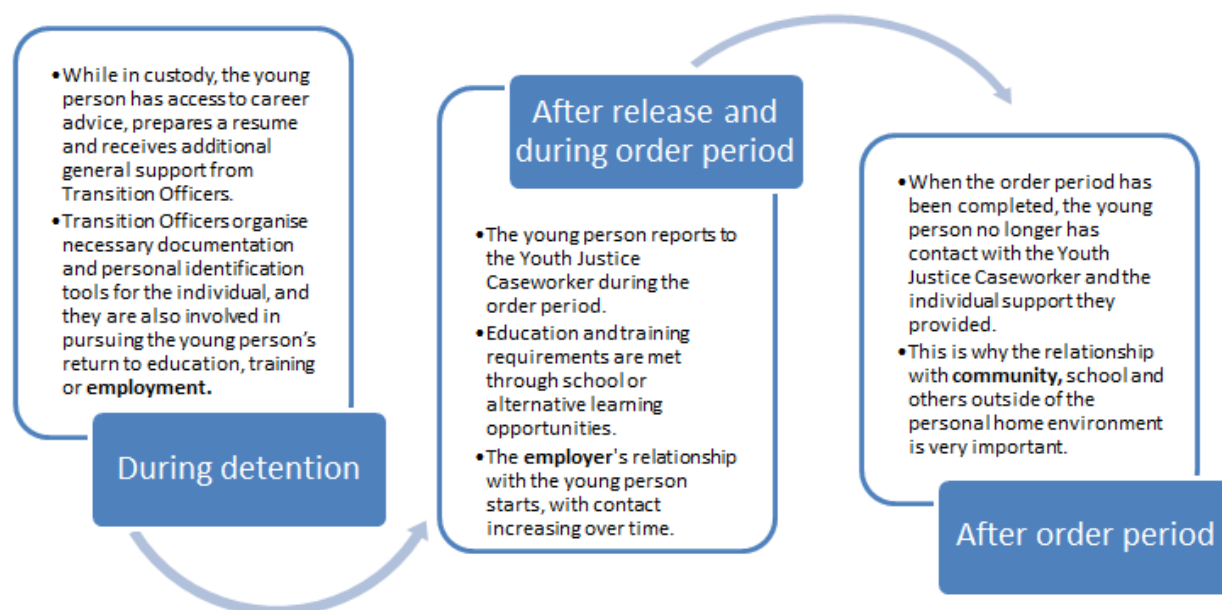 •While in custody, the young
person has access to career
advice, prepares a resume
and receives additional
general support from
Transition Officers.
•Transition Officers organise
necessary documentation
and personal identification
tools for the individual, and
they are also involved in
pursuing the young person's
return to education, training
or employment.
During detention
After release and
during order period
•The young person reports to
the Youth Justice
Caseworker during the
order period.
•Education and training
requirements are met
through school or
alternative learning
opportunities.
•The employer's relationship
with the young person
starts, with contact
increasing over time.
•When the order period has
been completed, the young
person no longer has
contact with the Youth
Justice Caseworker and the
individual support they
provided.
•This is why the relationship
with community, school and
others outside of the
personal home environment
is very important.
After order period